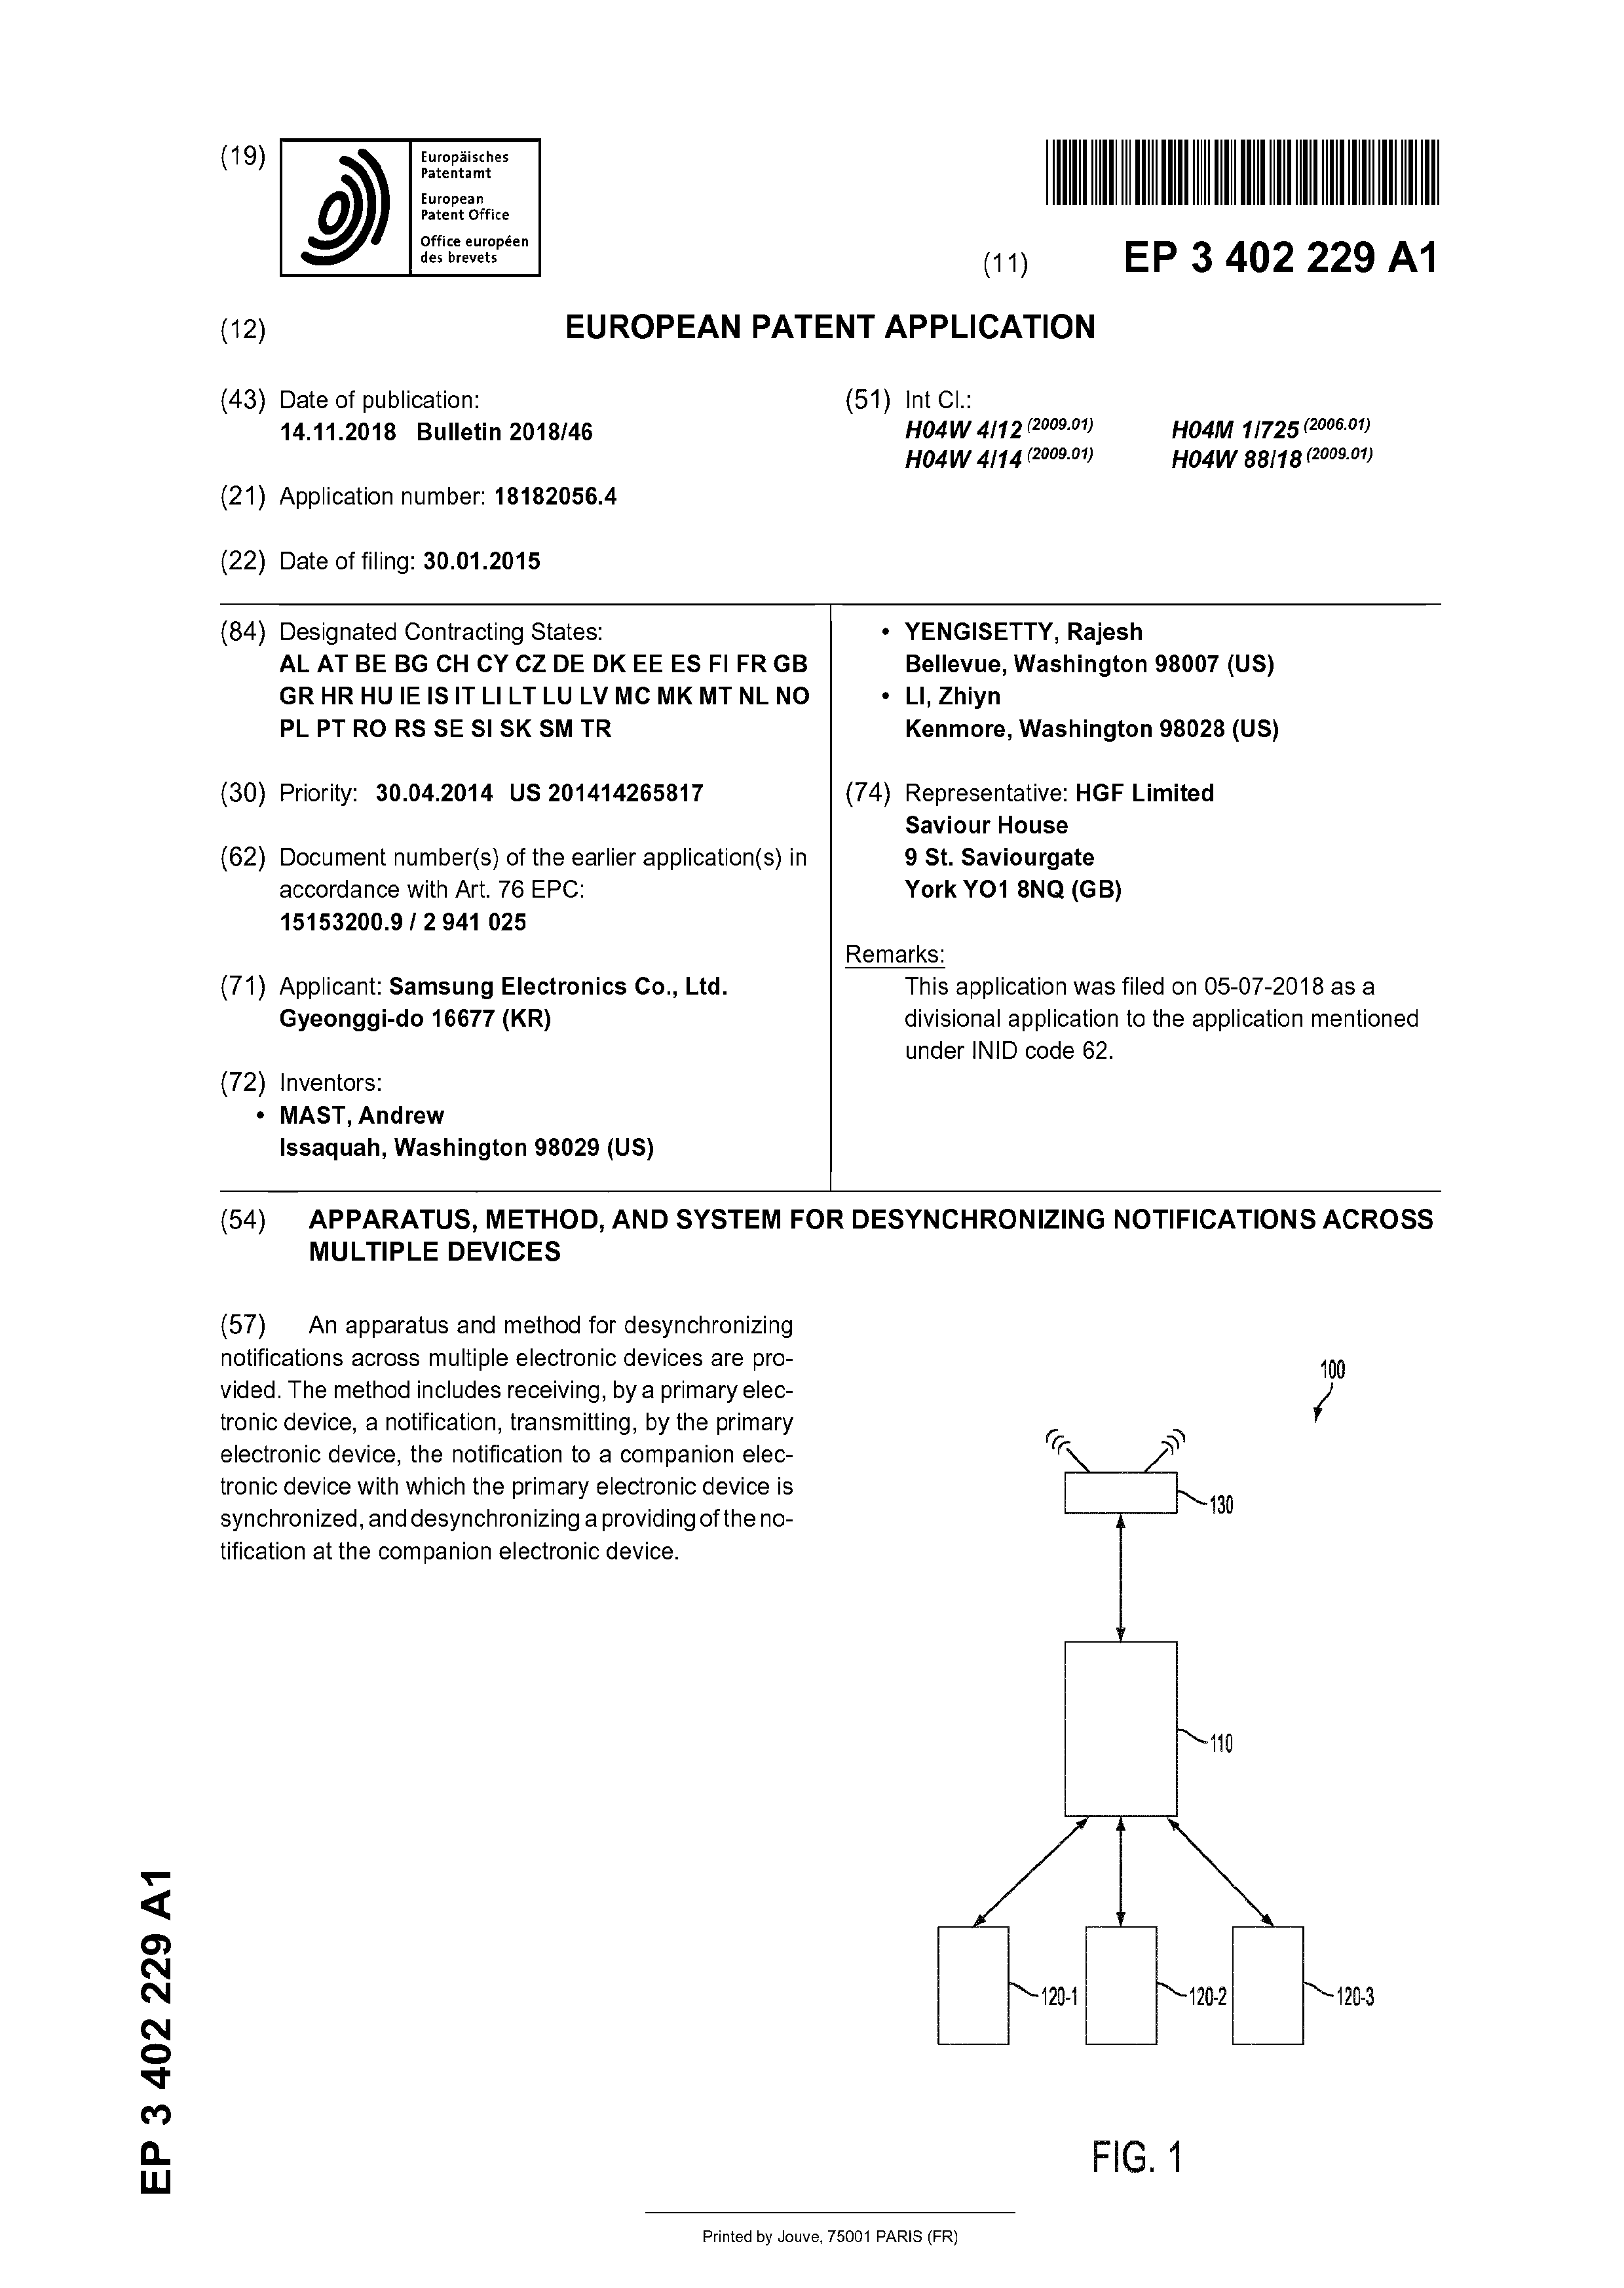 (19)
Europäisches
Patentamt
European
Patent Office
Office européen
des brevets
(11) EP 3 402 229 A1
(12) EUROPEAN PATENT APPLICATION
(43) Date of publication:
14.11.2018 Bulletin 2018/46
(21) Application number: 18182056.4
(22) Date of filing: 30.01.2015
(51) Int Cl.:
H04W 4/12 (2009.01) H04M 1/725 (2006.01)
H04W 4/14 (2009.01) H04W 88/18 (2009.01)
(84) Designated Contracting States:
AL AT BE BG CH CY CZ DE DK EE ES FI FR GB
GR HR HU IE IS IT LI LT LU LV MC MK MT NL NO
PL PT RO RS SE SI SK SM TR
(30) Priority: 30.04.2014 US 201414265817
(62) Document number(s) of the earlier application(s) in
accordance with Art. 76 EPC:
15153200.9 / 2 941 025
(71) Applicant: Samsung Electronics Co., Ltd.
Gyeonggi-do 16677 (KR)
(72) Inventors:
• MAST, Andrew
Issaquah, Washington 98029 (US)
• YENGISETTY, Rajesh
Bellevue, Washington 98007 (US)
• LI, Zhiyn
Kenmore, Washington 98028 (US)
(74) Representative: HGF Limited
Saviour House
9 St. Saviourgate
York YO1 8NQ (GB)
Remarks:
This application was filed on 05-07-2018 as a
divisional application to the application mentioned
under INID code 62.
(54) APPARATUS, METHOD, AND SYSTEM FOR DESYNCHRONIZING NOTIFICATIONS ACROSS
MULTIPLE DEVICES
(57) An apparatus and method for desynchronizing
notifications across multiple electronic devices are pro-
vided. The method includes receiving, by a primary elec-
tronic device, a notification, transmitting, by the primary
electronic device, the notification to a companion elec-
tronic device with which the primary electronic device is
synchronized, and desynchronizing a providing of the no-
tification at the companion electronic device.
100
130
110
120-1 120-2 120-3
FIG. 1
EP 3 402 229 A1
Printed by Jouve, 75001 PARIS (FR)